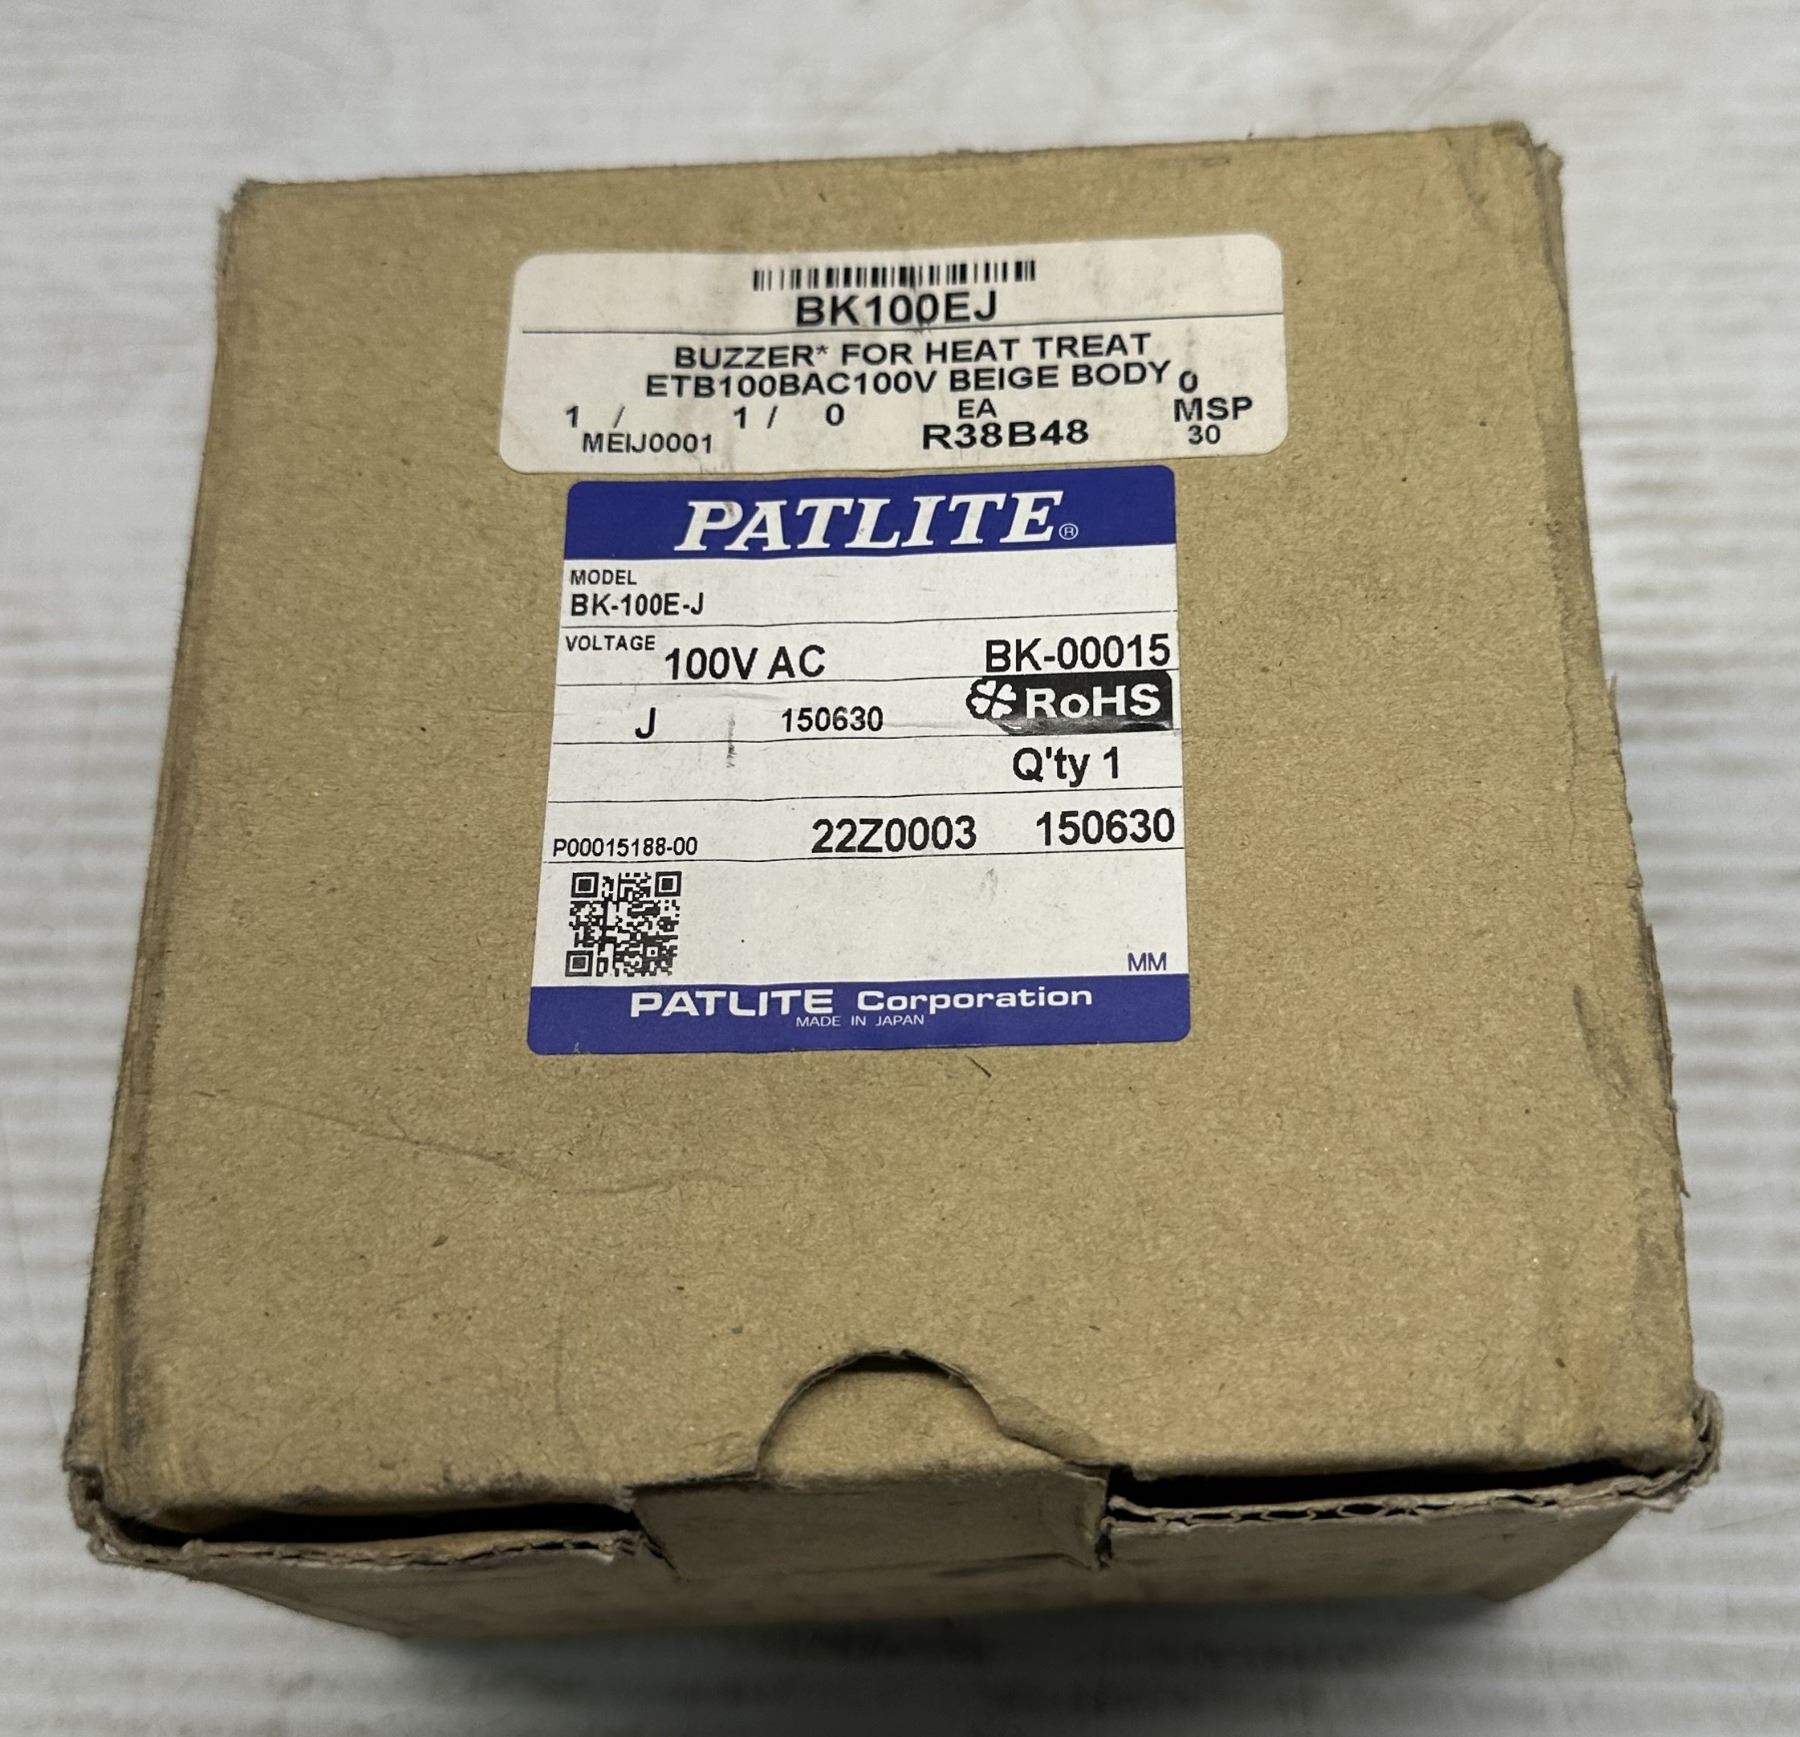 BK100EJ
BUZZER* FOR HEAT TREAT
ETB100BAC100V BEIGE BODY 0
1 / 1 / 0 EA MSP
MEIJ0001 R38B48 30
PATLITE®
MODEL
BK-100E-J
VOLTAGE 100V AC BK-00015
J 150630 RoHS
Q'ty 1
P00015188-00 22Z0003 150630
MM
PATLITE Corporation
MADE IN JAPAN